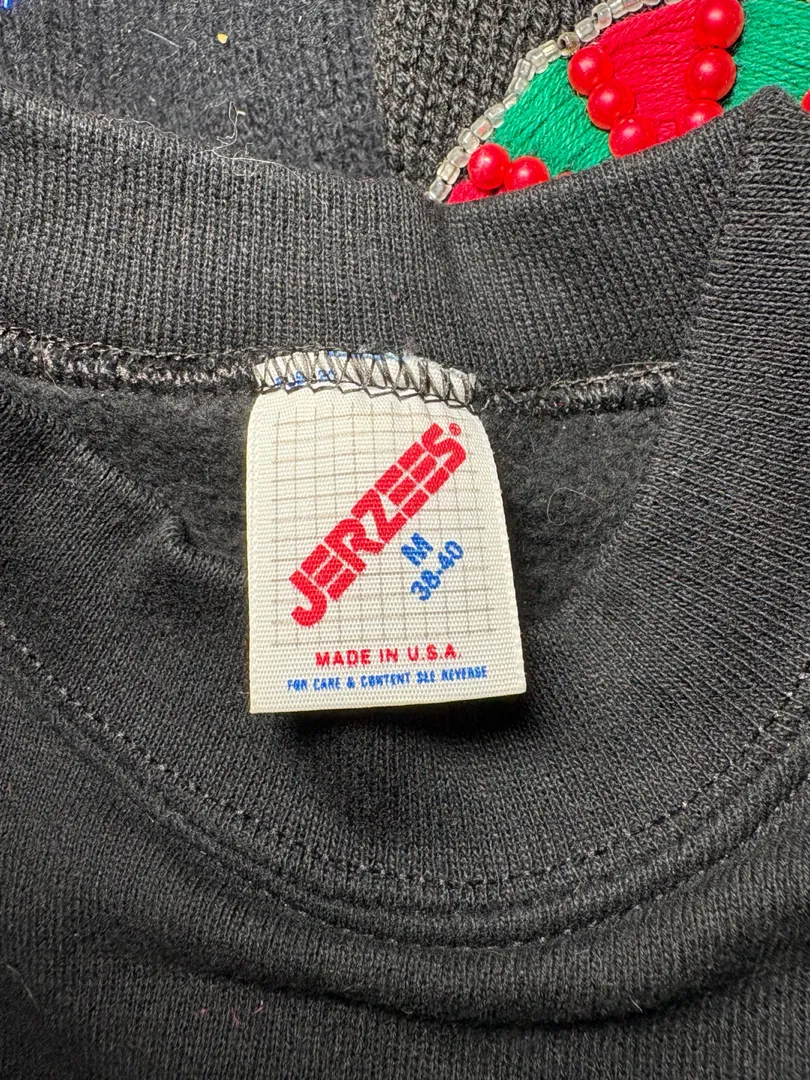 JERZEES®
M
38-40
MADE IN U.S.A.
FOR CARE & CONTENT SEE REVERSE